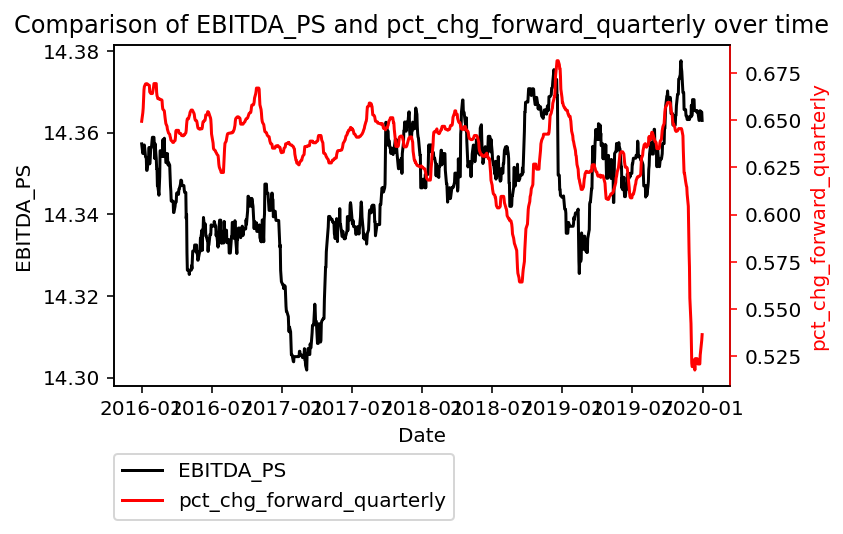 Comparison of EBITDA_PS and pct_chg_forward_quarterly over time
14.38
14.36
14.34
14.32
14.30
EBITDA_PS
0.675
0.650
0.625
0.600
0.575
0.550
0.525
pct_chg_forward_quarterly
2016-01 2016-07 2017-01 2017-07 2018-01 2018-07 2019-01 2019-07 2020-01
Date
EBITDA_PS
pct_chg_forward_quarterly